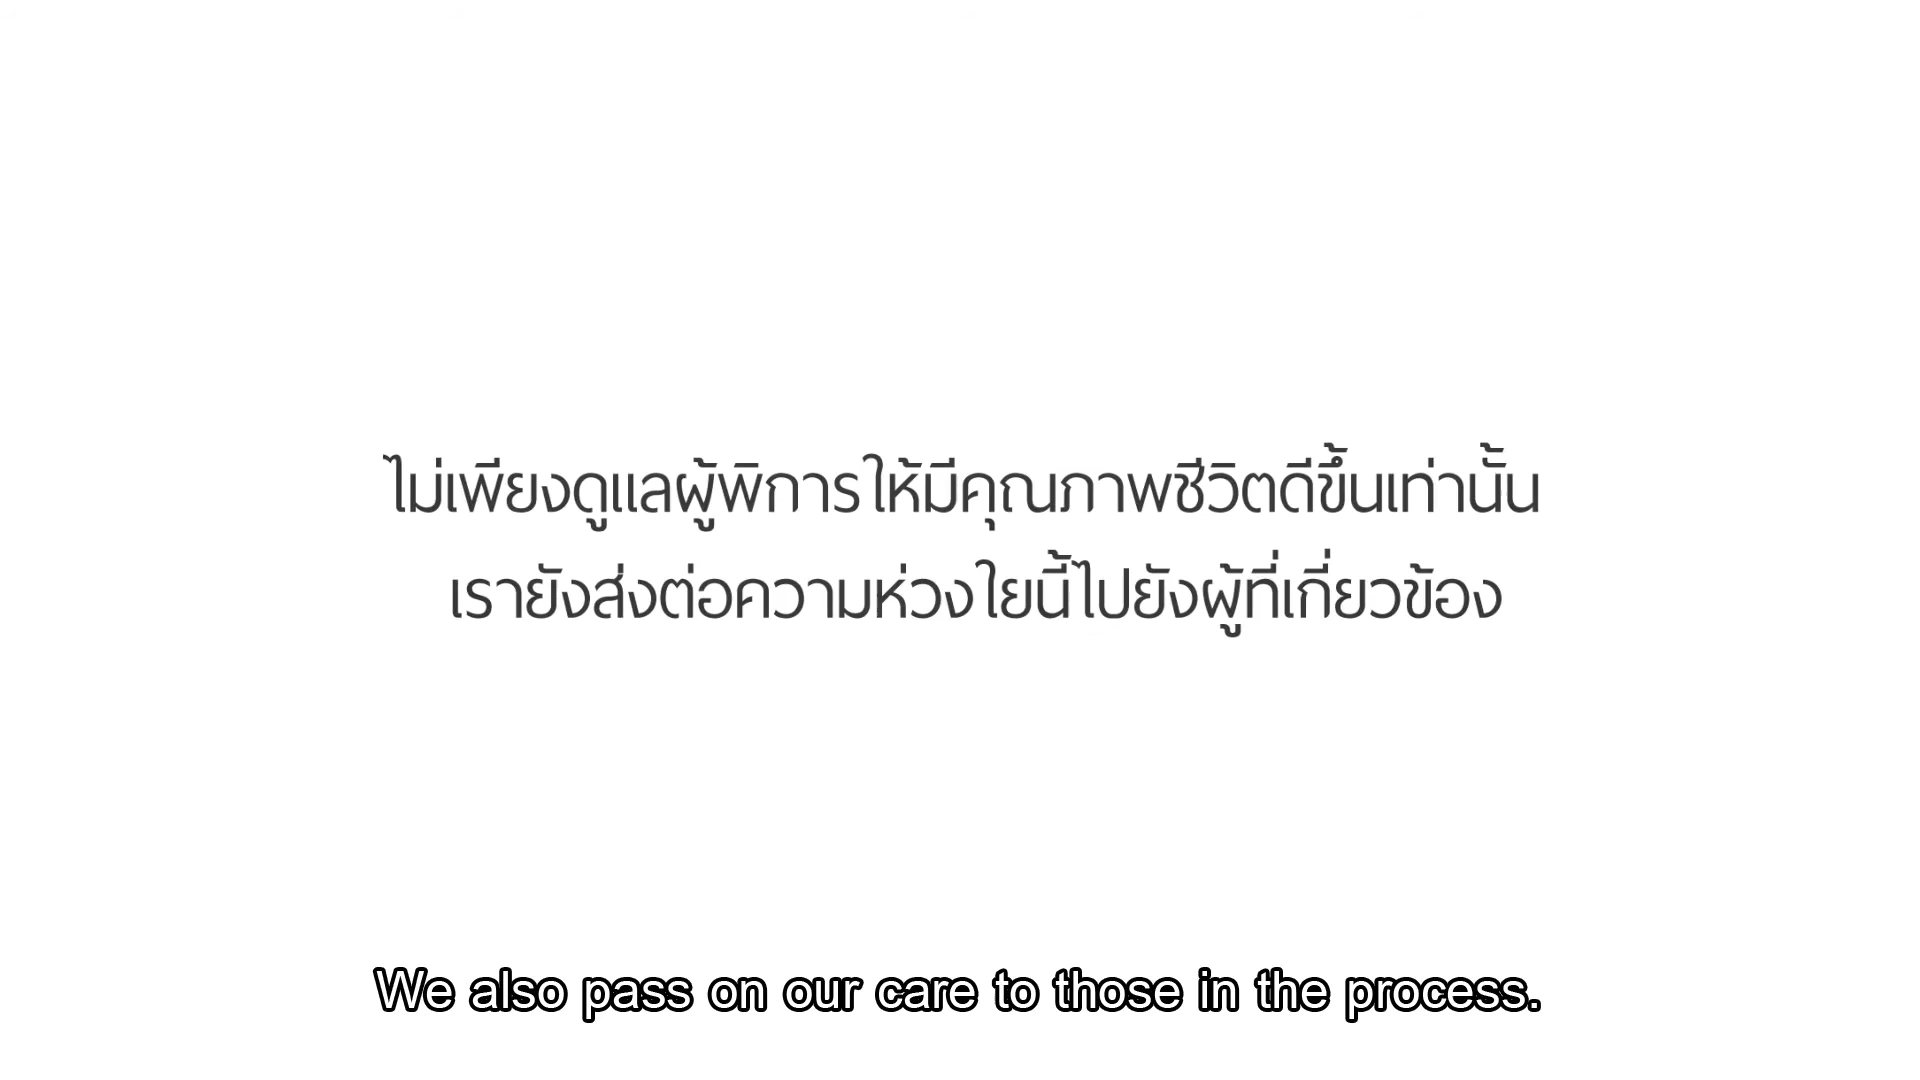 ไม่เพียงดูแลผู้พิการให้มีคุณภาพชีวิตดีขึ้นเท่านั้น
เรายังส่งต่อความห่วงใยนี้ไปยังผู้ที่เกี่ยวข้อง
We also pass on our care to those in the process.